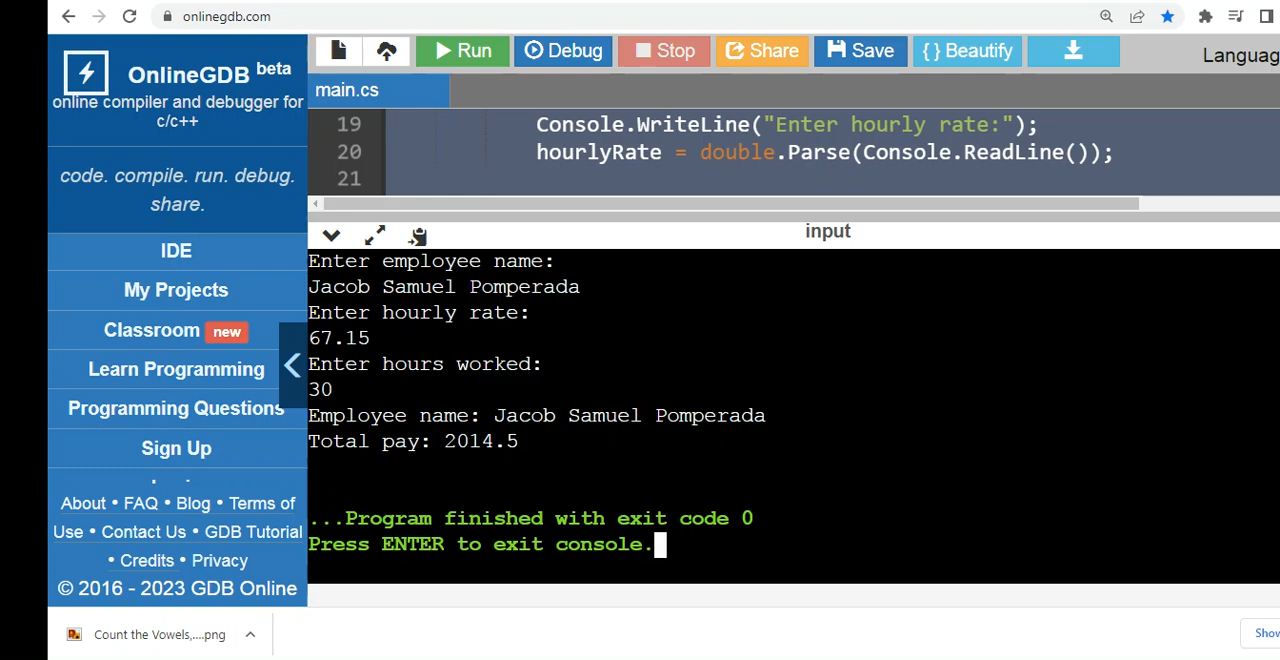 onlinegdb.com
OnlineGDB beta
online compiler and debugger for
c/c++
code. compile. run. debug.
share.
IDE
My Projects
Classroom new
Learn Programming
Programming Questions
Sign Up
About • FAQ • Blog • Terms of
Use • Contact Us • GDB Tutorial
• Credits • Privacy
© 2016 - 2023 GDB Online
Run Debug Stop Share Save { } Beautify
Languag
main.cs
19 Console.WriteLine("Enter hourly rate:");
20 hourlyRate = double.Parse(Console.ReadLine());
21
input
Enter employee name:
Jacob Samuel Pomperada
Enter hourly rate:
67.15
Enter hours worked:
30
Employee name: Jacob Samuel Pomperada
Total pay: 2014.5
...Program finished with exit code 0
Press ENTER to exit console.
Count the Vowels,....png
Show